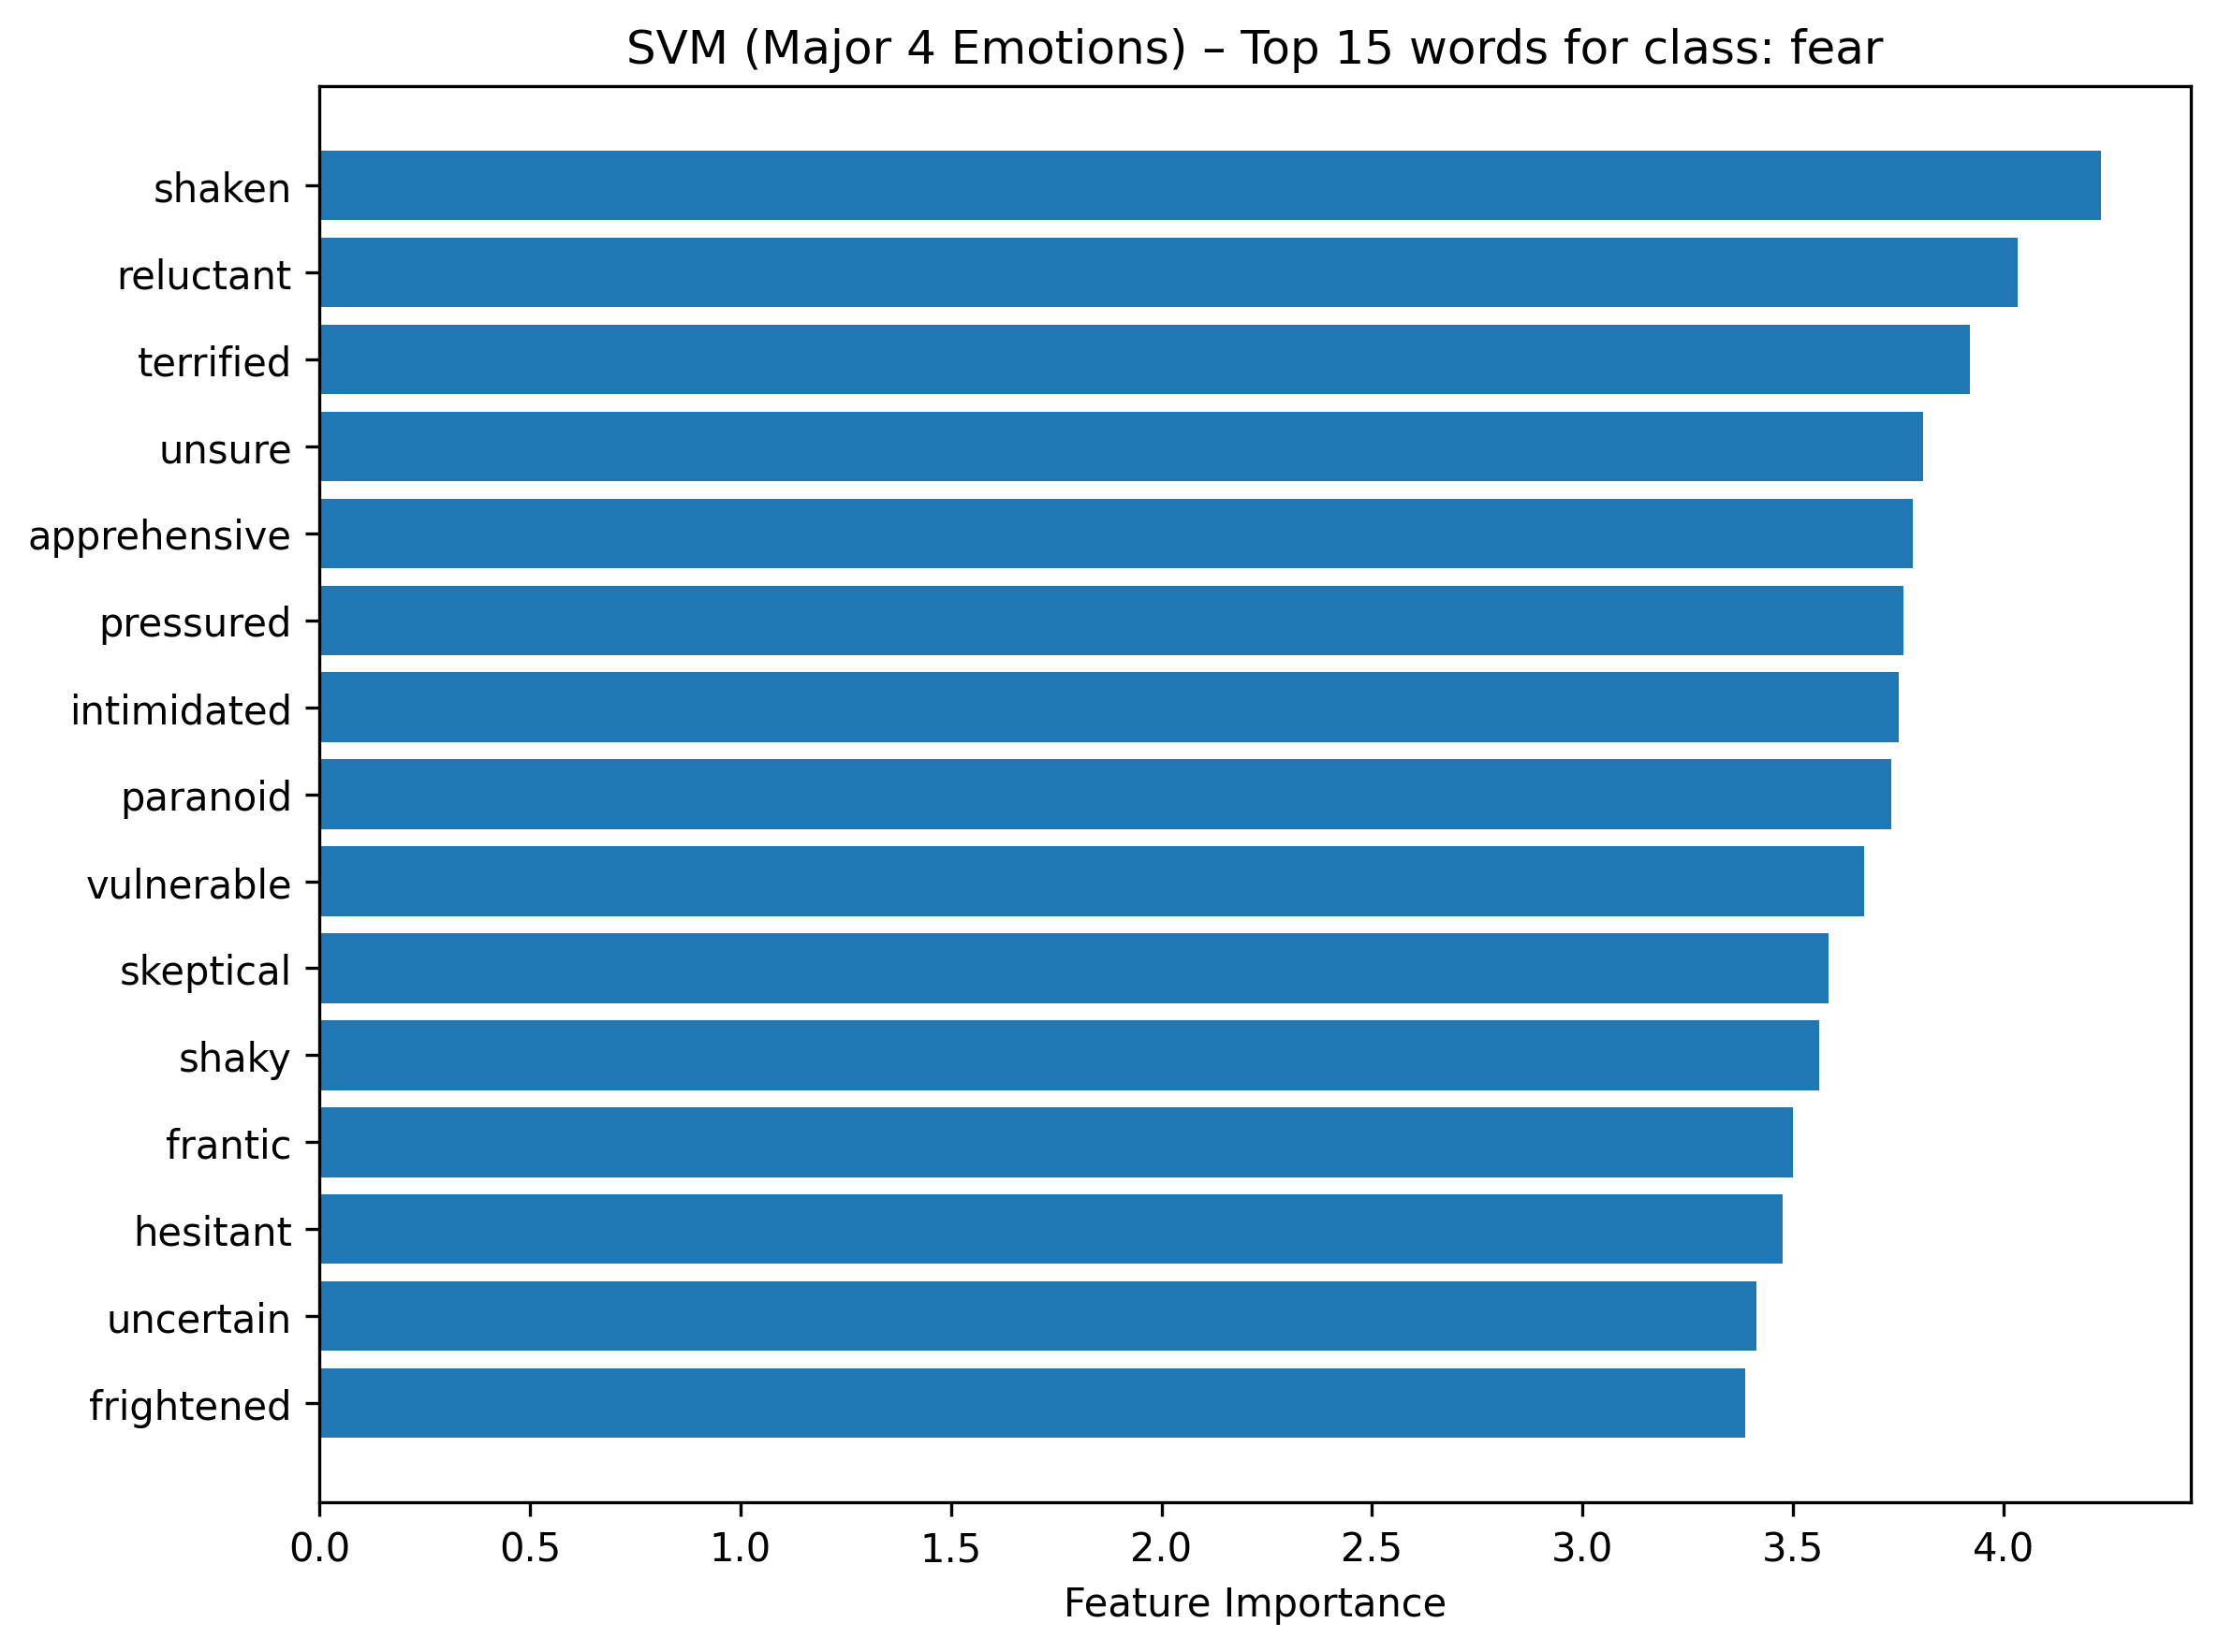 SVM (Major 4 Emotions) – Top 15 words for class: fear
shaken
reluctant
terrified
unsure
apprehensive
pressured
intimidated
paranoid
vulnerable
skeptical
shaky
frantic
hesitant
uncertain
frightened
0.0 0.5 1.0 1.5 2.0 2.5 3.0 3.5 4.0
Feature Importance